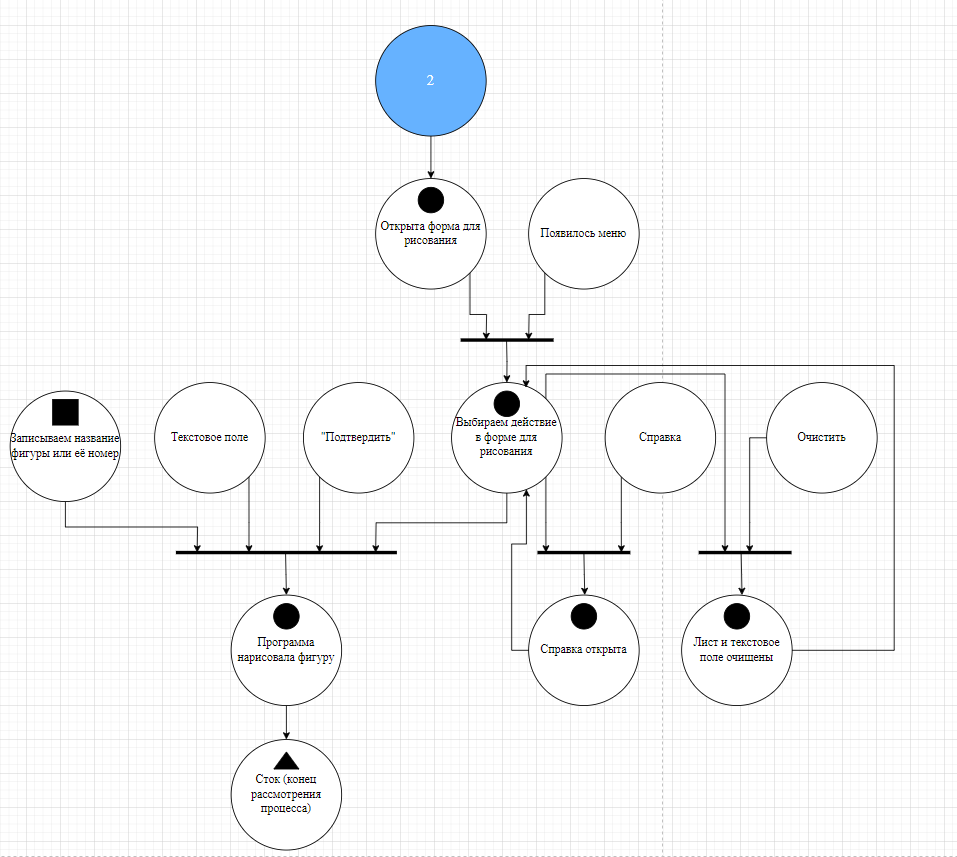 2
Открыта форма для
рисования
Появилось меню
Записываем название
фигуры или её номер
Текстовое поле
"Подтвердить"
Выбираем действие
в форме для
рисования
Справка
Очистить
Программа
нарисовала фигуру
Справка открыта
Лист и текстовое
поле очищены
Сток (конец
рассмотрения
процесса)